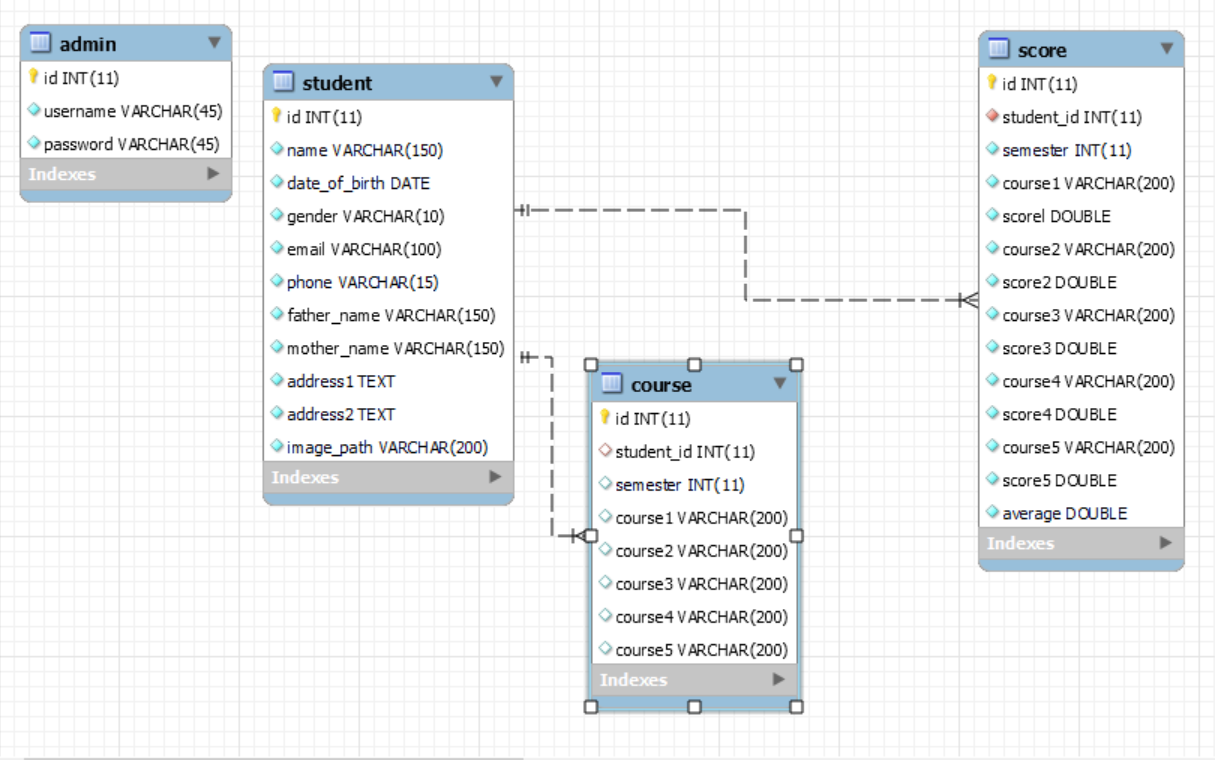 admin
id INT(11)
username VARCHAR(45)
password VARCHAR(45)
Indexes
student
id INT(11)
name VARCHAR(150)
date_of_birth DATE
gender VARCHAR(10)
email VARCHAR(100)
phone VARCHAR(15)
father_name VARCHAR(150)
mother_name VARCHAR(150)
address1 TEXT
address2 TEXT
image_path VARCHAR(200)
Indexes
course
id INT(11)
student_id INT(11)
semester INT(11)
course1 VARCHAR(200)
course2 VARCHAR(200)
course3 VARCHAR(200)
course4 VARCHAR(200)
course5 VARCHAR(200)
Indexes
score
id INT(11)
student_id INT(11)
semester INT(11)
course1 VARCHAR(200)
scorel DOUBLE
course2 VARCHAR(200)
score2 DOUBLE
course3 VARCHAR(200)
score3 DOUBLE
course4 VARCHAR(200)
score4 DOUBLE
course5 VARCHAR(200)
score5 DOUBLE
average DOUBLE
Indexes